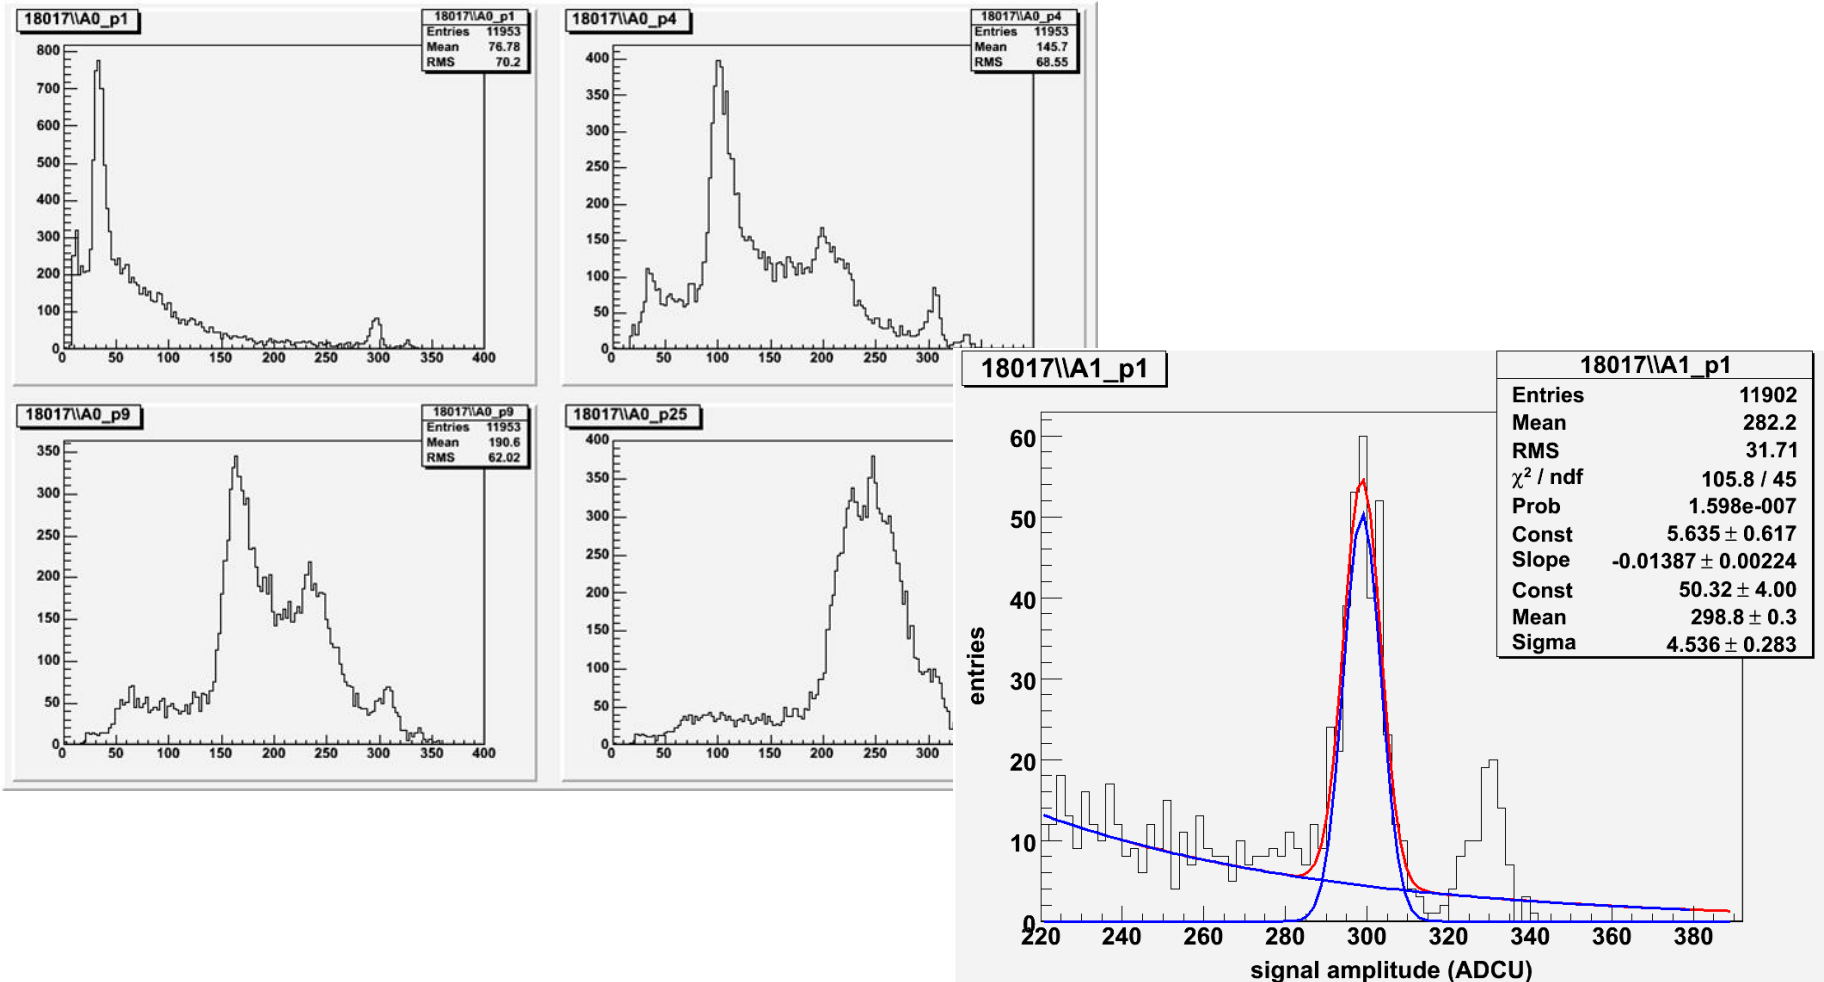 18017\\A0_p1
18017\\A0_p1
Entries 11953
Mean 76.78
RMS 70.2
800
700
600
500
400
300
200
100
0
0 50 100 150 200 250 300 350 400
18017\\A0_p4
18017\\A0_p4
Entries 11953
Mean 145.7
RMS 68.55
400
350
300
250
200
150
100
50
0
0 50 100 150 200 250 300
18017\\A0_p9
18017\\A0_p9
Entries 11953
Mean 190.6
RMS 62.02
350
300
250
200
150
100
50
0
0 50 100 150 200 250 300 350 400
18017\\A0_p25
400
350
300
250
200
150
100
50
0
0 50 100 150 200 250 300
18017\\A1_p1
18017\\A1_p1
Entries 11902
Mean 282.2
RMS 31.71
χ² / ndf 105.8 / 45
Prob 1.598e-007
Const 5.635 ± 0.617
Slope -0.01387 ± 0.00224
Const 50.32 ± 4.00
Mean 298.8 ± 0.3
Sigma 4.536 ± 0.283
entries
60
50
40
30
20
10
0
220 240 260 280 300 320 340 360 380
signal amplitude (ADCU)